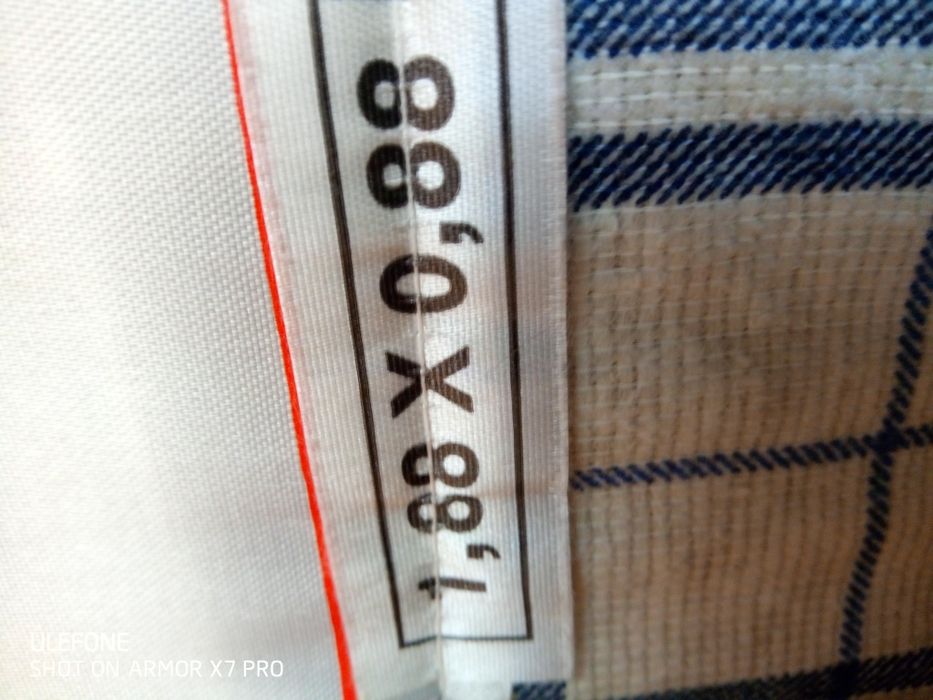 1,88 X 0,88
ULEFONE
SHOT ON ARMOR X7 PRO